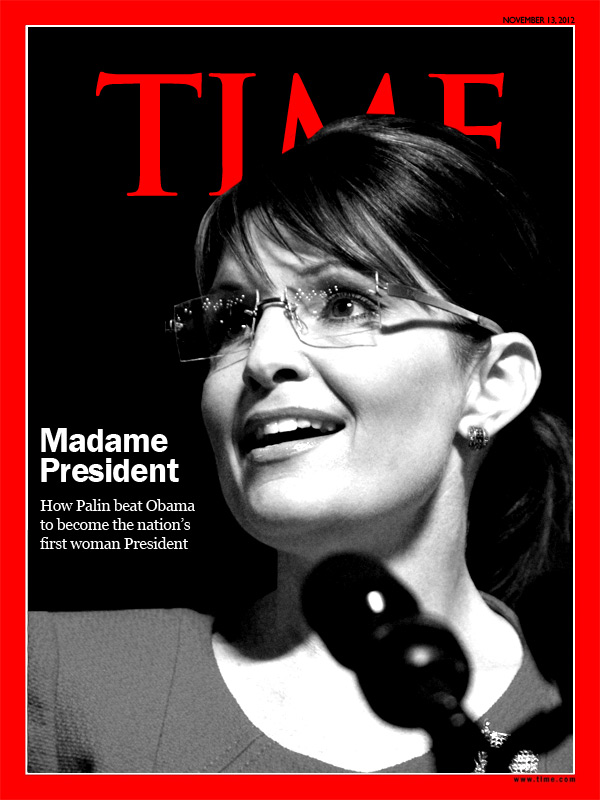 NOVEMBER 13, 2012
TIME
Madame
President
How Palin beat Obama
to become the nation’s
first woman President
www.time.com